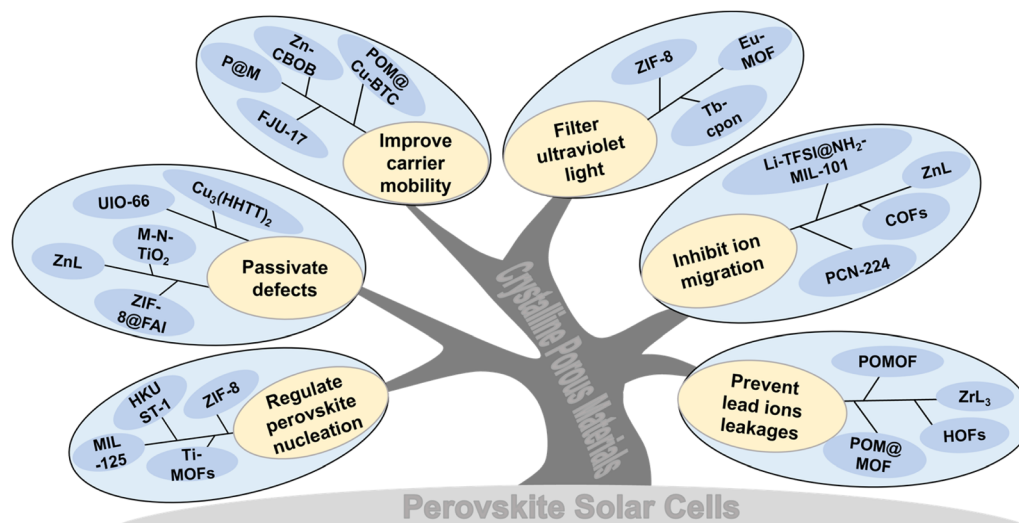 Zn-
CBOB
POM@
Cu-BTC
P@M
FJU-17
Improve
carrier
mobility
ZIF-8
Eu-
MOF
Tb-
cpon
Filter
ultraviolet
light
UIO-66
Cu₃(HHTT)₂
M-N-
TiO₂
ZnL
ZIF-
8@FAI
Passivate
defects
Li-TFSI@NH₂-
MIL-101
ZnL
COFs
PCN-224
Inhibit ion
migration
HKU
ST-1
ZIF-8
MIL
-125
Ti-
MOFs
Regulate
perovskite
nucleation
POMOF
ZrL₃
HOFs
POM@
MOF
Prevent
lead ions
leakages
Crystalline Porous Materials
Perovskite Solar Cells